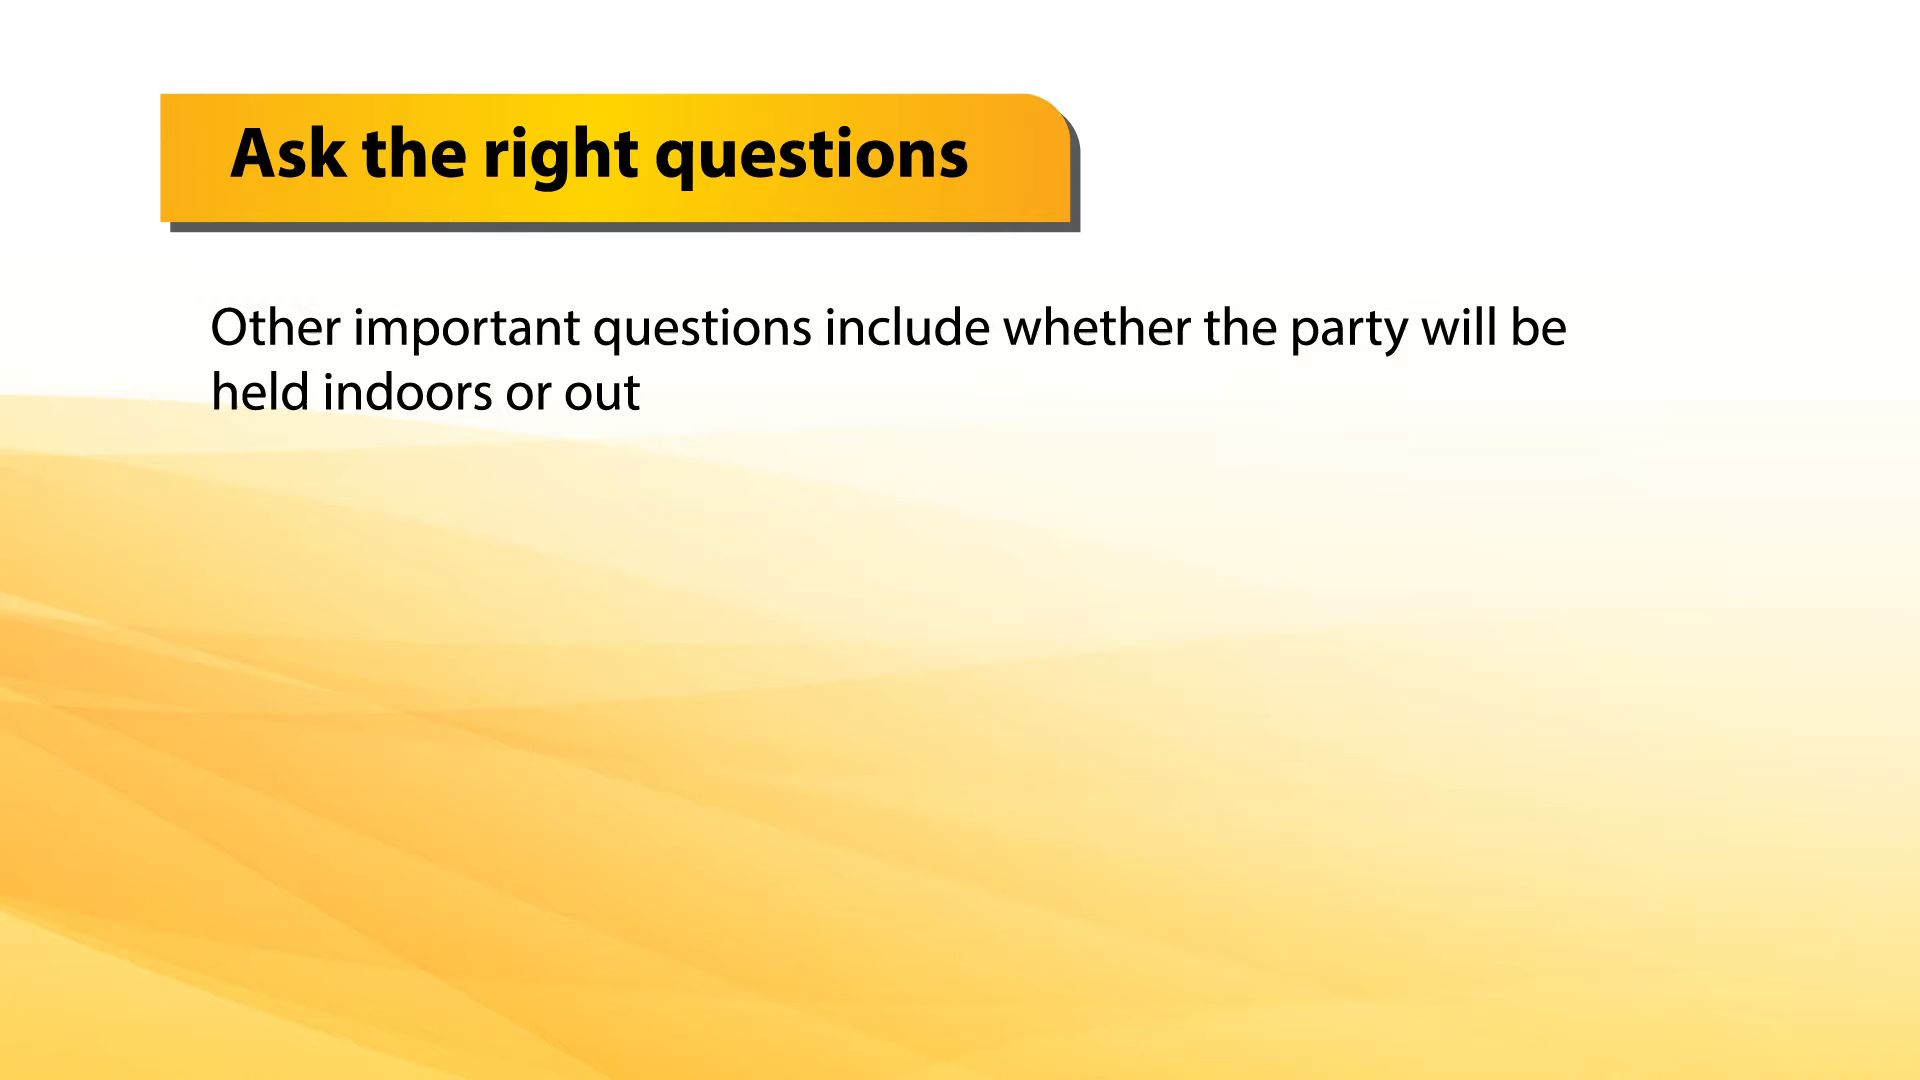 Ask the right questions
Other important questions include whether the party will be
held indoors or out